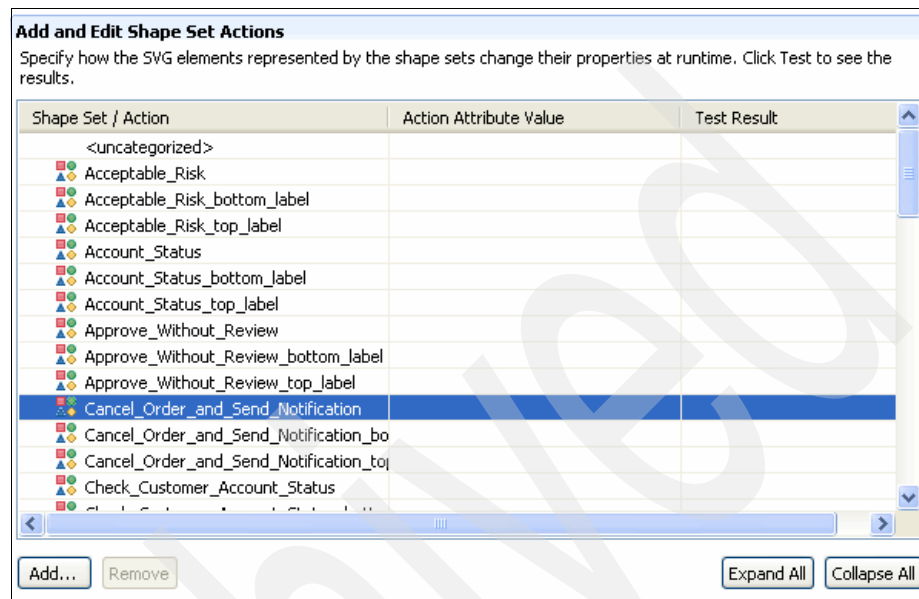 Add and Edit Shape Set Actions
Specify how the SVG elements represented by the shape sets change their properties at runtime. Click Test to see the
results.
Shape Set / Action Action Attribute Value Test Result
<uncategorized>
Acceptable_Risk
Acceptable_Risk_bottom_label
Acceptable_Risk_top_label
Account_Status
Account_Status_bottom_label
Account_Status_top_label
Approve_Without_Review
Approve_Without_Review_bottom_label
Approve_Without_Review_top_label
Cancel_Order_and_Send_Notification
Cancel_Order_and_Send_Notification_bo
Cancel_Order_and_Send_Notification_to
Check_Customer_Account_Status
Add... Remove Expand All Collapse All